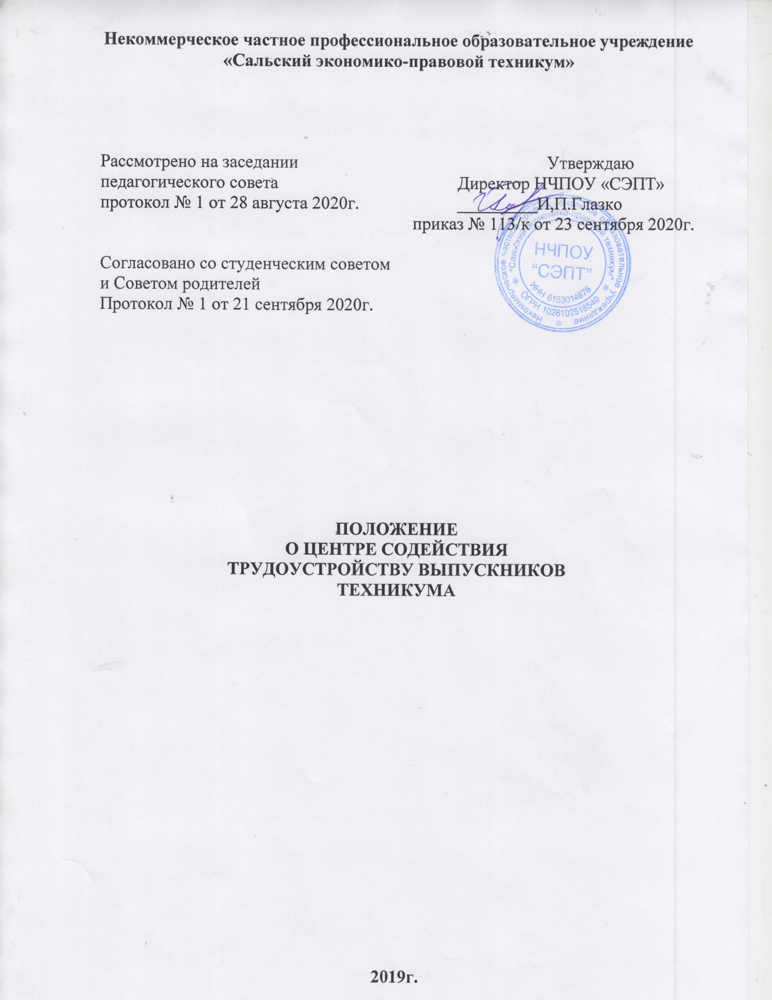 Некоммерческое частное профессиональное образовательное учреждение
«Сальский экономико-правовой техникум»
Рассмотрено на заседании
педагогического совета
протокол № 1 от 28 августа 2020г.
Утверждаю
Директор НЧПОУ «СЭПТ»
__________И,П.Глазко
приказ № 113/к от 23 сентября 2020г.
Согласовано со студенческим советом
и Советом родителей
Протокол № 1 от 21 сентября 2020г.
Некоммерческое частное профессиональное образовательное учреждение
"Сальский экономико-правовой техникум"
НЧПОУ
“СЭПТ”
ИНН 6153014876
ОГРН 1026102518540
ПОЛОЖЕНИЕ
О ЦЕНТРЕ СОДЕЙСТВИЯ
ТРУДОУСТРОЙСТВУ ВЫПУСКНИКОВ
ТЕХНИКУМА
2019г.